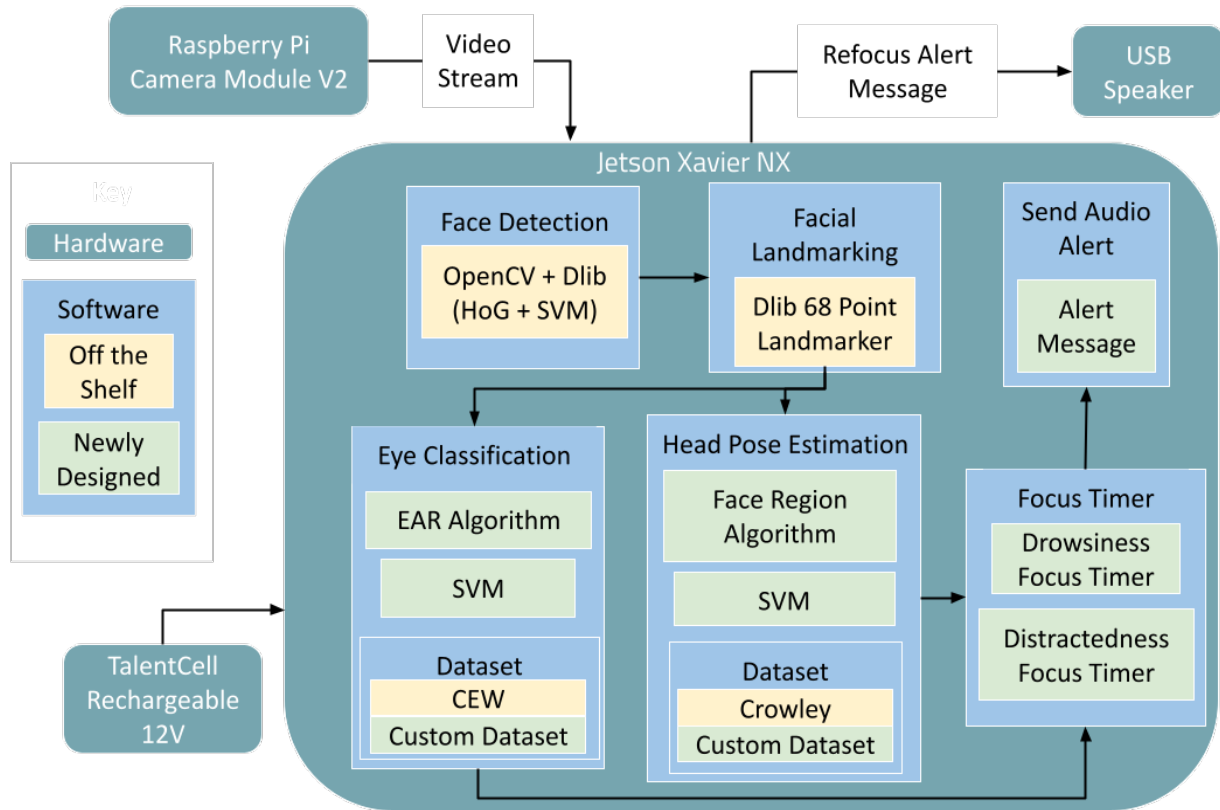 Raspberry Pi
Camera Module V2
Video
Stream
Refocus Alert
Message
USB
Speaker
Key
Hardware
Software
Off the
Shelf
Newly
Designed
TalentCell
Rechargeable
12V
Jetson Xavier NX
Face Detection
OpenCV + Dlib
(HoG + SVM)
Facial
Landmarking
Dlib 68 Point
Landmarker
Send Audio
Alert
Alert
Message
Eye Classification
EAR Algorithm
SVM
Dataset
CEW
Custom Dataset
Head Pose Estimation
Face Region
Algorithm
SVM
Dataset
Crowley
Custom Dataset
Focus Timer
Drowsiness
Focus Timer
Distractedness
Focus Timer